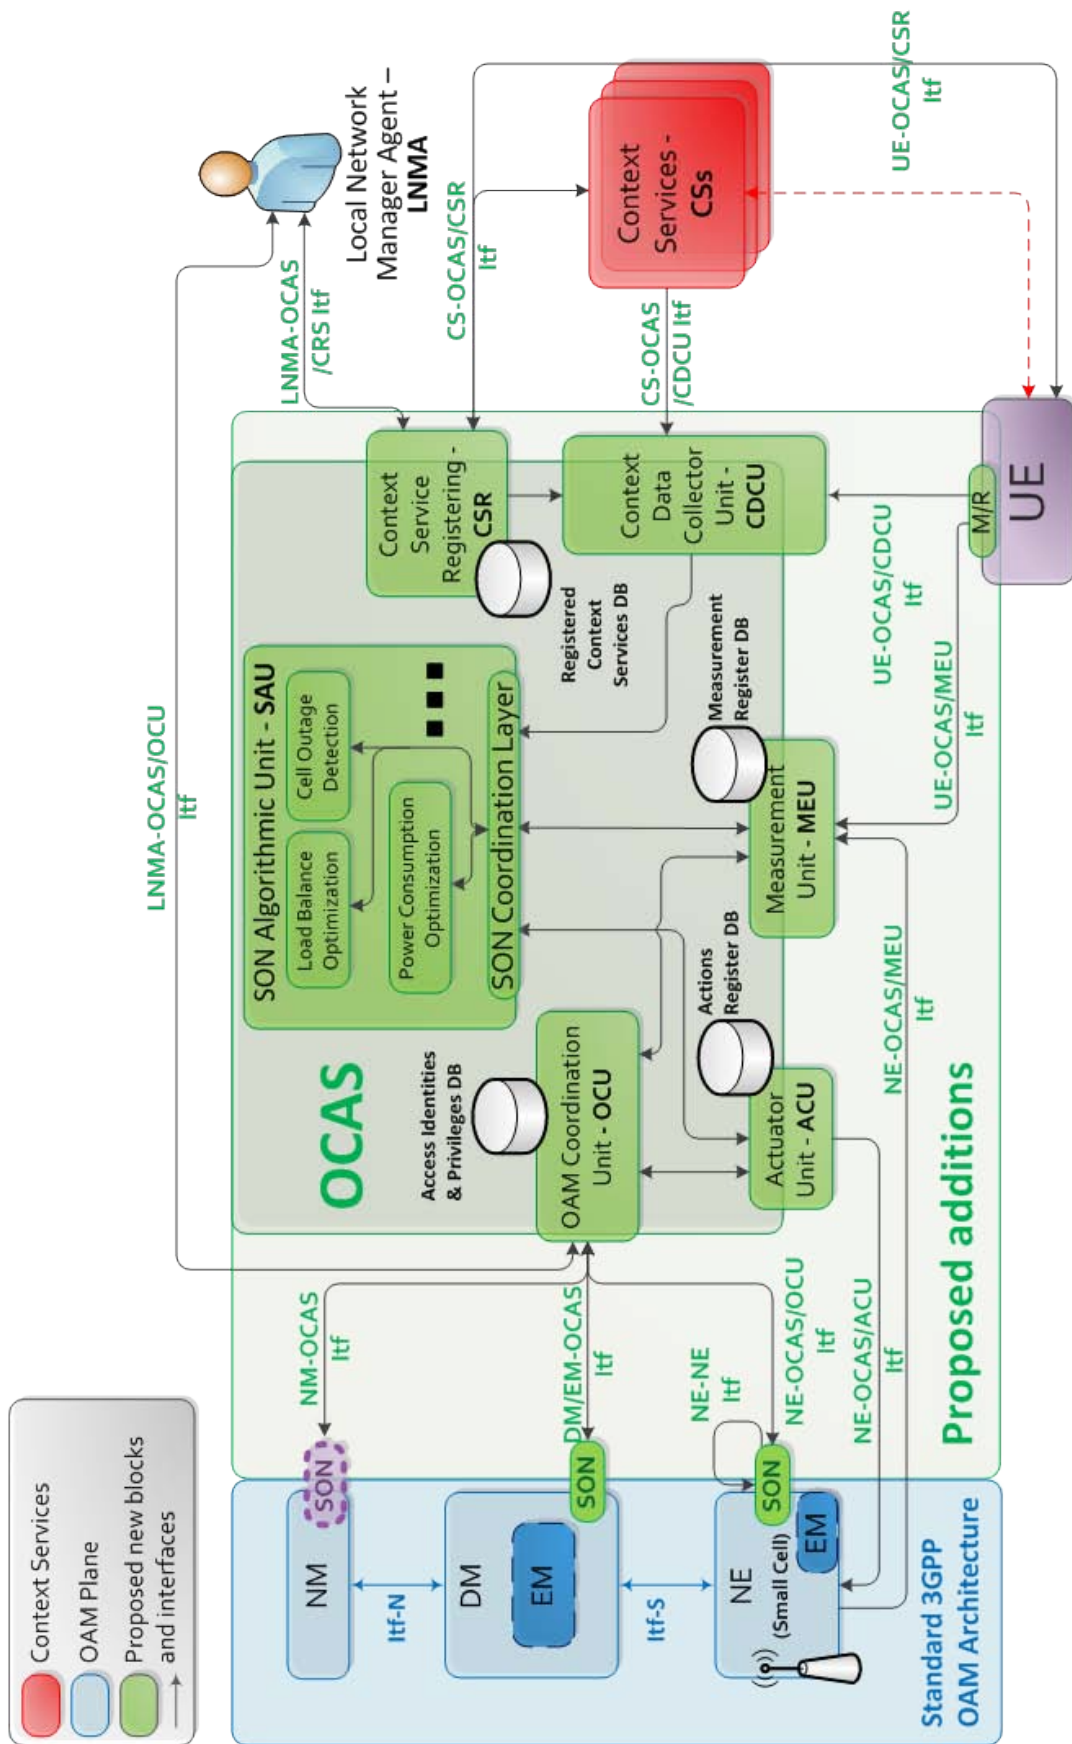 Context Services
OAM Plane
Proposed new blocks
and interfaces
LNMA-OCAS/OCU
Itf
Local Network
Manager Agent –
LNMA
LNMA-OCAS
/CRS Itf
CS-OCAS/CSR
Itf
UE-OCAS/CSR
Itf
Context
Services -
CSs
CS-OCAS
/CDCU Itf
NM
SON
NM-OCAS
Itf
Itf-N
DM
EM
SON
DM/EM-OCAS
Itf
Itf-S
NE
(Small Cell)
EM
SON
NE-NE
Itf
NE-OCAS/OCU
Itf
NE-OCAS/ACU
Itf
NE-OCAS/MEU
Itf
Standard 3GPP
OAM Architecture
OCAS
SON Algorithmic Unit - SAU
Load Balance
Optimization
Cell Outage
Detection
Power Consumption
Optimization
SON Coordination Layer
Context
Service
Registering -
CSR
Registered
Context
Services DB
Context
Data
Collector
Unit -
CDCU
Access Identities
& Privileges DB
OAM Coordination
Unit - OCU
Actions
Register DB
Actuator
Unit - ACU
Measurement
Register DB
Measurement
Unit - MEU
UE-OCAS/CDCU
Itf
UE-OCAS/MEU
Itf
M/R
UE
Proposed additions